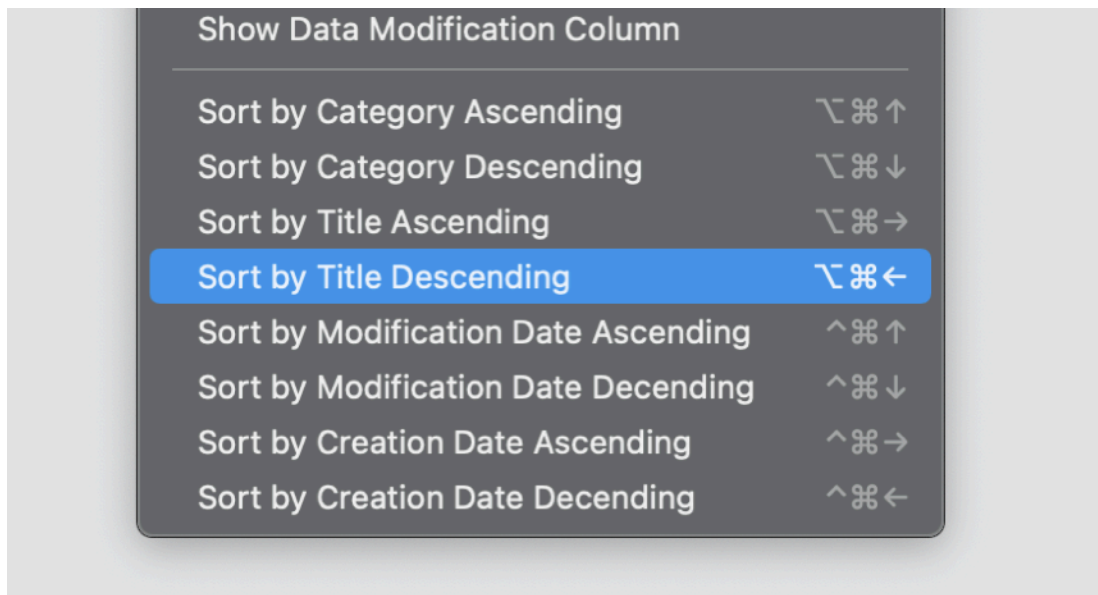 Show Data Modification Column
Sort by Category Ascending ⌥⌘↑
Sort by Category Descending ⌥⌘↓
Sort by Title Ascending ⌥⌘→
Sort by Title Descending ⌥⌘←
Sort by Modification Date Ascending ^⌘↑
Sort by Modification Date Decending ^⌘↓
Sort by Creation Date Ascending ^⌘→
Sort by Creation Date Decending ^⌘←